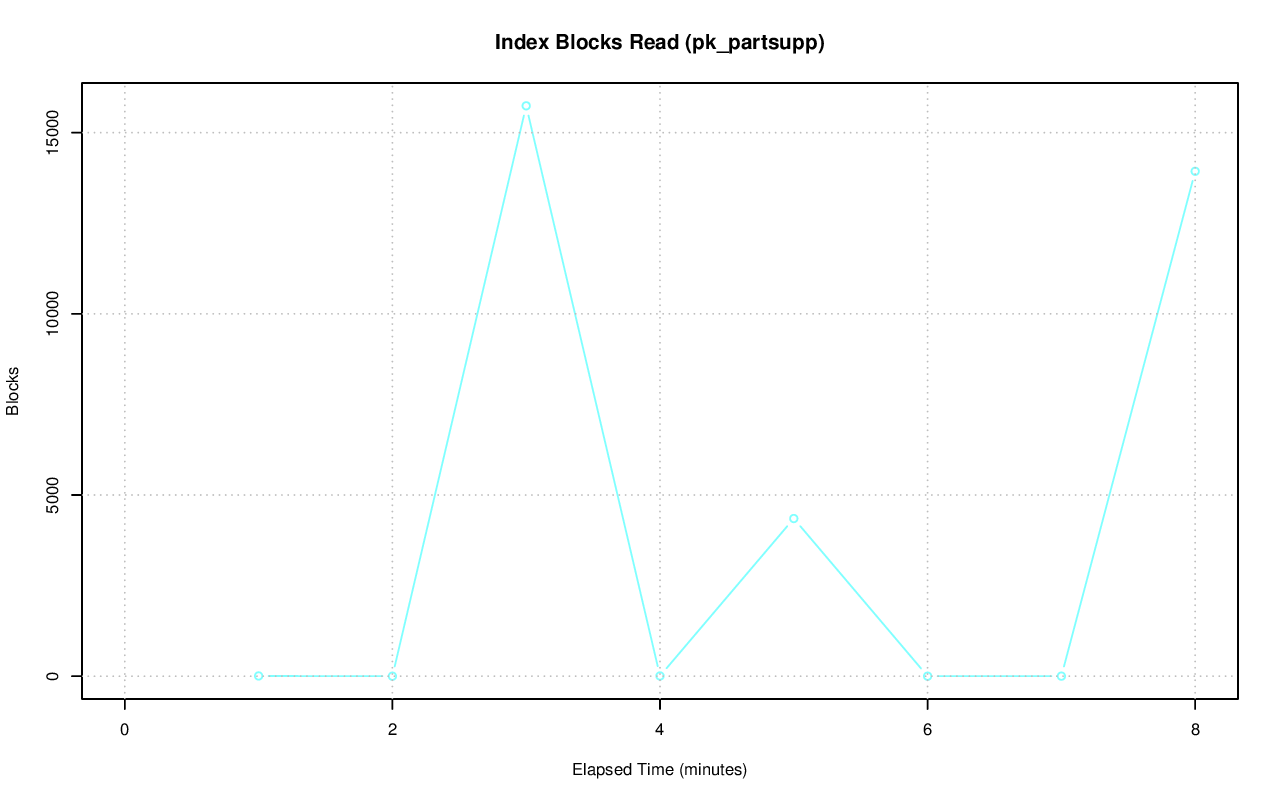 Index Blocks Read (pk_partsupp)
15000
10000
5000
0
Blocks
0 2 4 6 8
Elapsed Time (minutes)